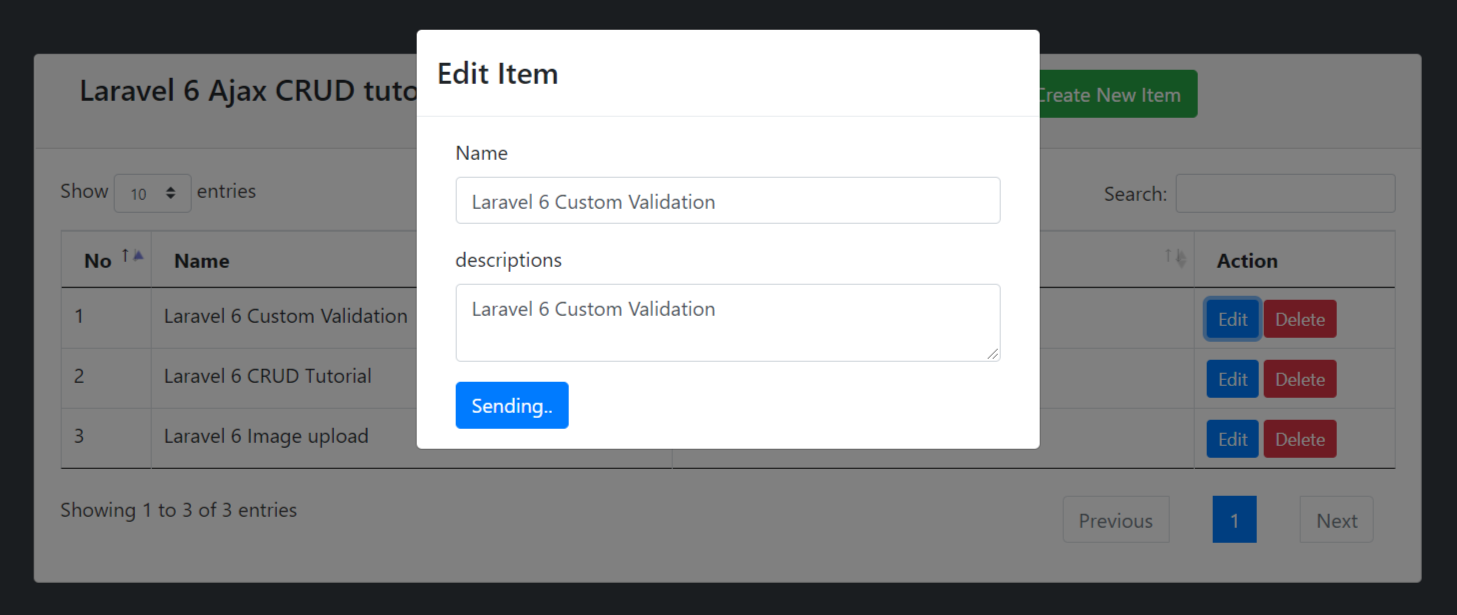 Edit Item
Laravel 6 Ajax CRUD tuto
Create New Item
Name
Laravel 6 Custom Validation
descriptions
Laravel 6 Custom Validation
Sending..
Show 10 entries
Search:
No Name Action
1 Laravel 6 Custom Validation Edit Delete
2 Laravel 6 CRUD Tutorial Edit Delete
3 Laravel 6 Image upload Edit Delete
Showing 1 to 3 of 3 entries
Previous 1 Next